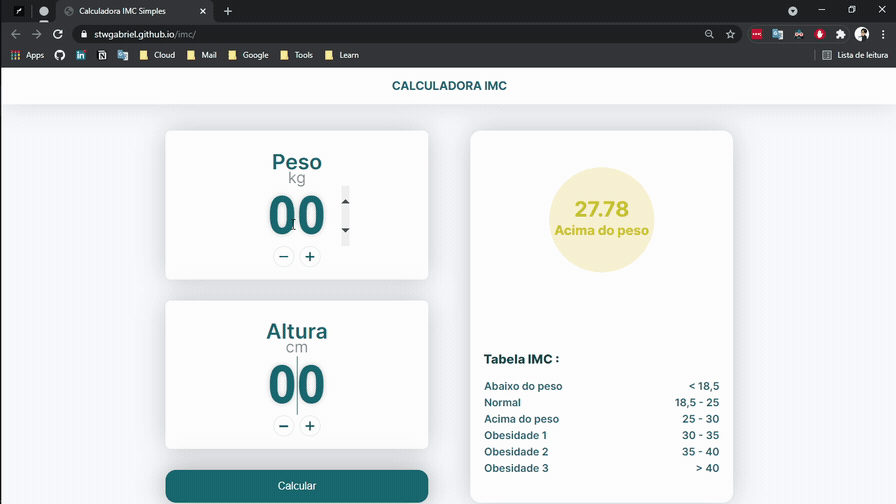 Calculadora IMC Simples
stwgabriel.github.io/imc/
Apps
Cloud
Mail
Google
Tools
Learn
Lista de leitura
CALCULADORA IMC
Peso
kg
00
Altura
cm
00
Calcular
27.78
Acima do peso
Tabela IMC :
Abaixo do peso < 18,5
Normal 18,5 - 25
Acima do peso 25 - 30
Obesidade 1 30 - 35
Obesidade 2 35 - 40
Obesidade 3 > 40